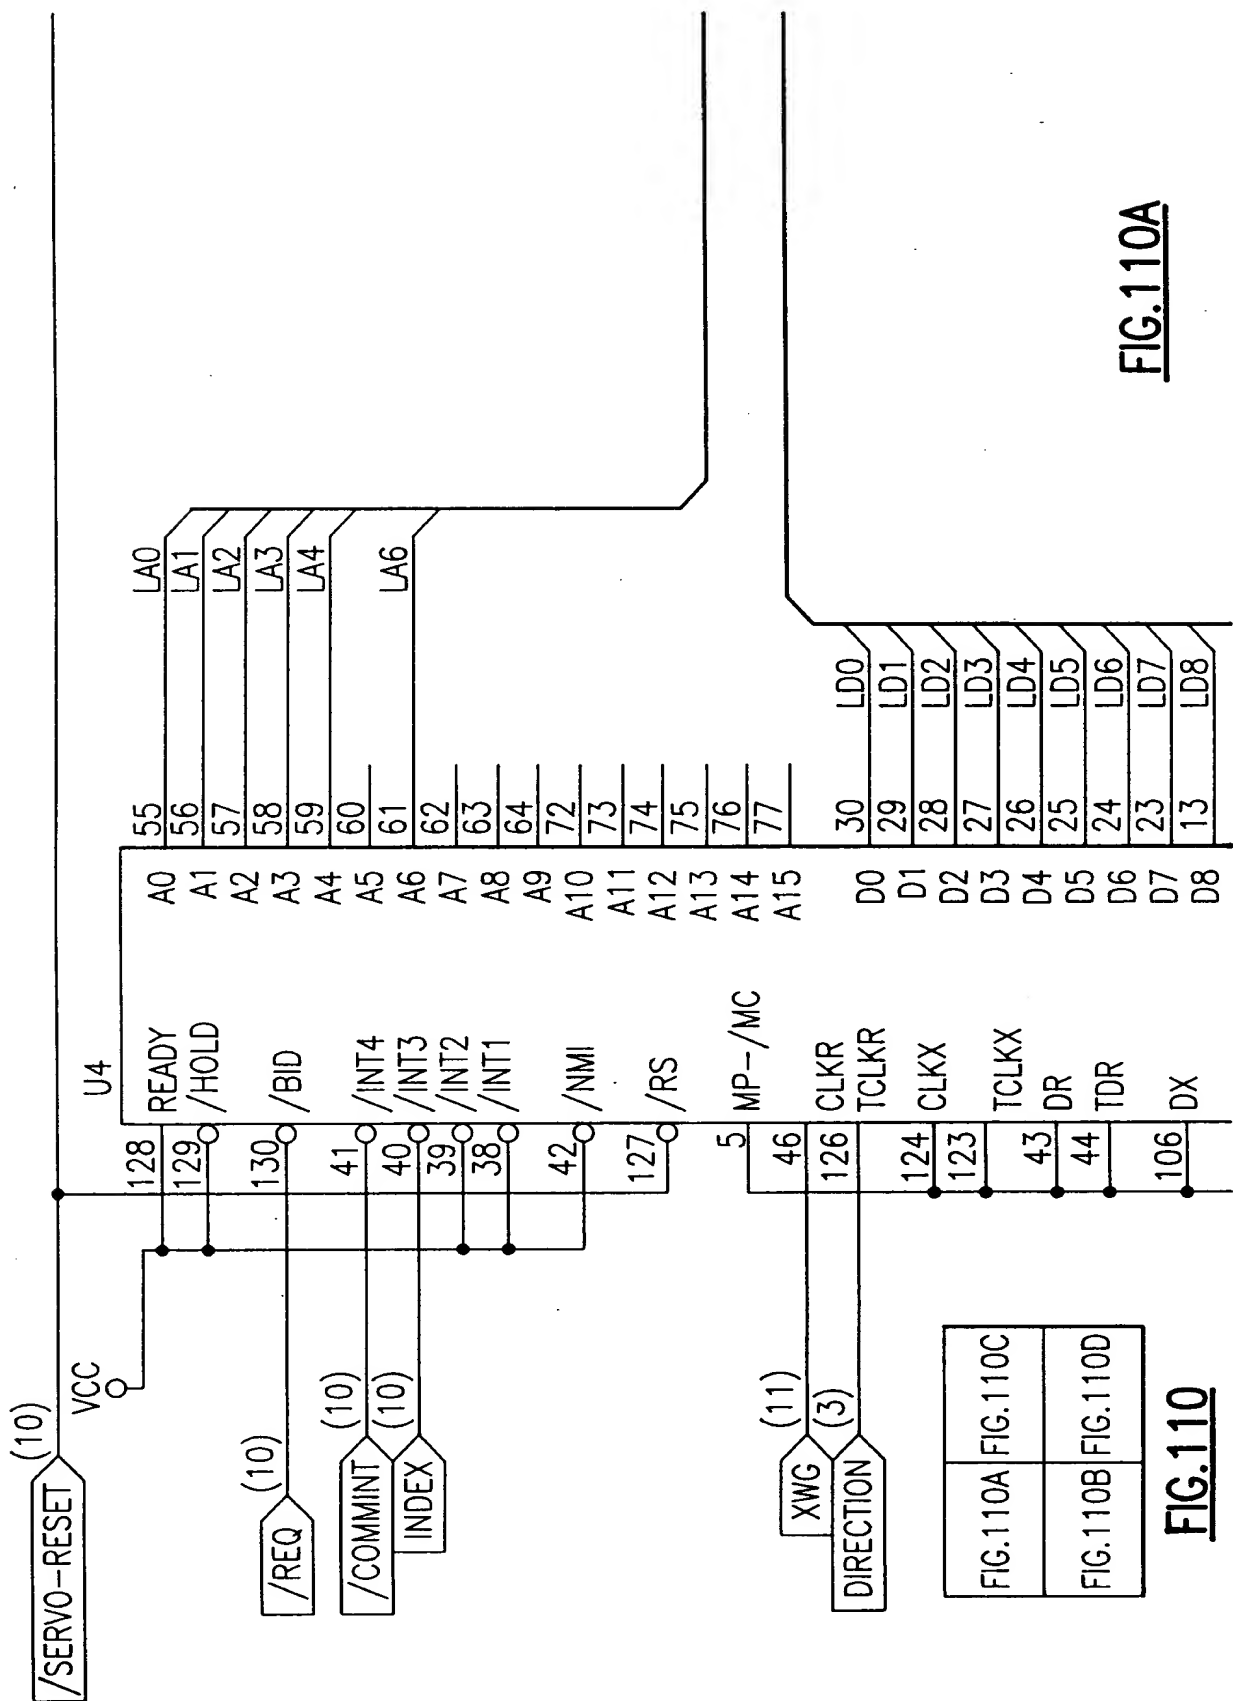 /SERVO-RESET (10)
VCC
/REQ (10)
/COMMINT (10)
INDEX (10)
XWG (11)
DIRECTION (3)
U4
128 READY
129 /HOLD
130 /BID
41 /INT4
40 /INT3
39 /INT2
38 /INT1
42 /NMI
127 /RS
5 MP-/MC
46 CLKR
126 TCLKR
124 CLKX
123 TCLKX
43 DR
44 TDR
106 DX
A0 55 LA0
A1 56 LA1
A2 57 LA2
A3 58 LA3
A4 59 LA4
A5 60
A6 61 LA6
A7 62
A8 63
A9 64
A10 72
A11 73
A12 74
A13 75
A14 76
A15 77
D0 30 LD0
D1 29 LD1
D2 28 LD2
D3 27 LD3
D4 26 LD4
D5 25 LD5
D6 24 LD6
D7 23 LD7
D8 13 LD8
FIG.110A FIG.110C
FIG.110B FIG.110D
FIG.110
FIG.110A